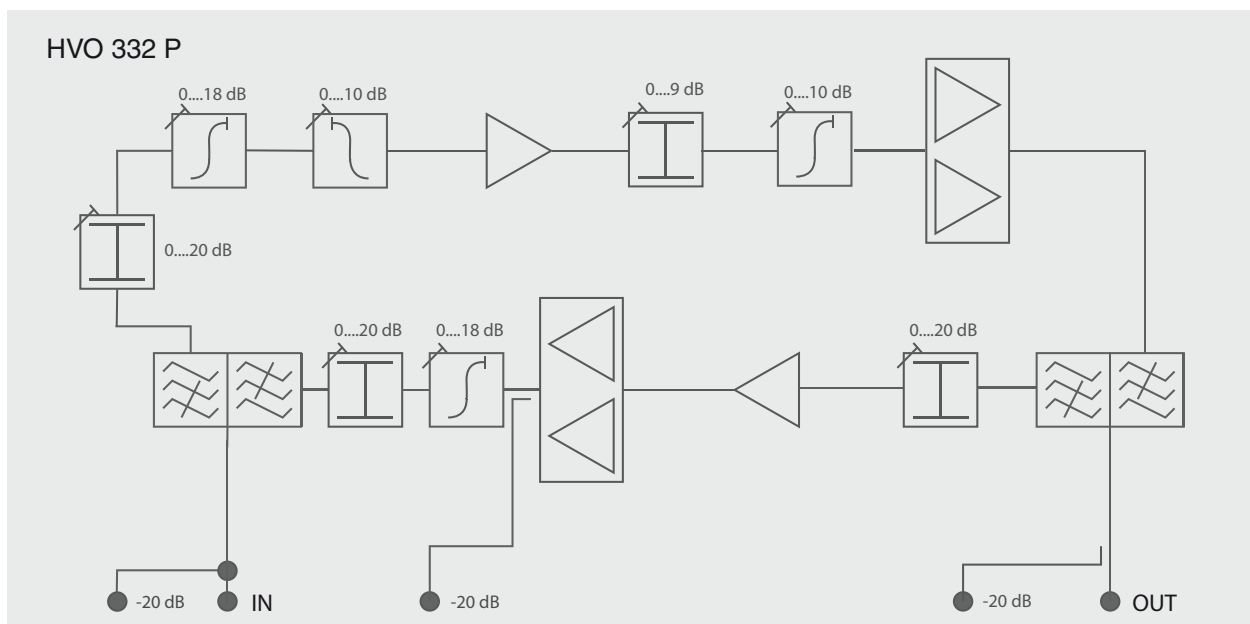 HVO 332 P
0....18 dB
0....10 dB
0....9 dB
0....10 dB
0....20 dB
0....20 dB
0....18 dB
0....20 dB
-20 dB
IN
-20 dB
-20 dB
OUT